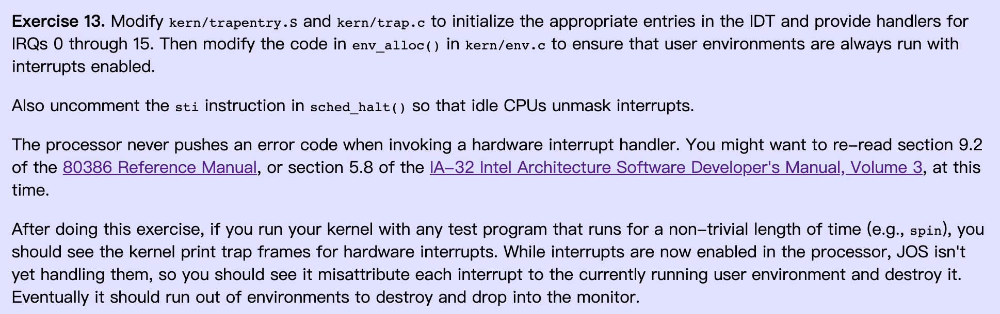 Exercise 13. Modify kern/trapentry.S and kern/trap.c to initialize the appropriate entries in the IDT and provide handlers for
IRQs 0 through 15. Then modify the code in env_alloc() in kern/env.c to ensure that user environments are always run with
interrupts enabled.
Also uncomment the sti instruction in sched_halt() so that idle CPUs unmask interrupts.
The processor never pushes an error code when invoking a hardware interrupt handler. You might want to re-read section 9.2
of the 80386 Reference Manual, or section 5.8 of the IA-32 Intel Architecture Software Developer's Manual, Volume 3, at this
time.
After doing this exercise, if you run your kernel with any test program that runs for a non-trivial length of time (e.g., spin), you
should see the kernel print trap frames for hardware interrupts. While interrupts are now enabled in the processor, JOS isn't
yet handling them, so you should see it misattribute each interrupt to the currently running user environment and destroy it.
Eventually it should run out of environments to destroy and drop into the monitor.